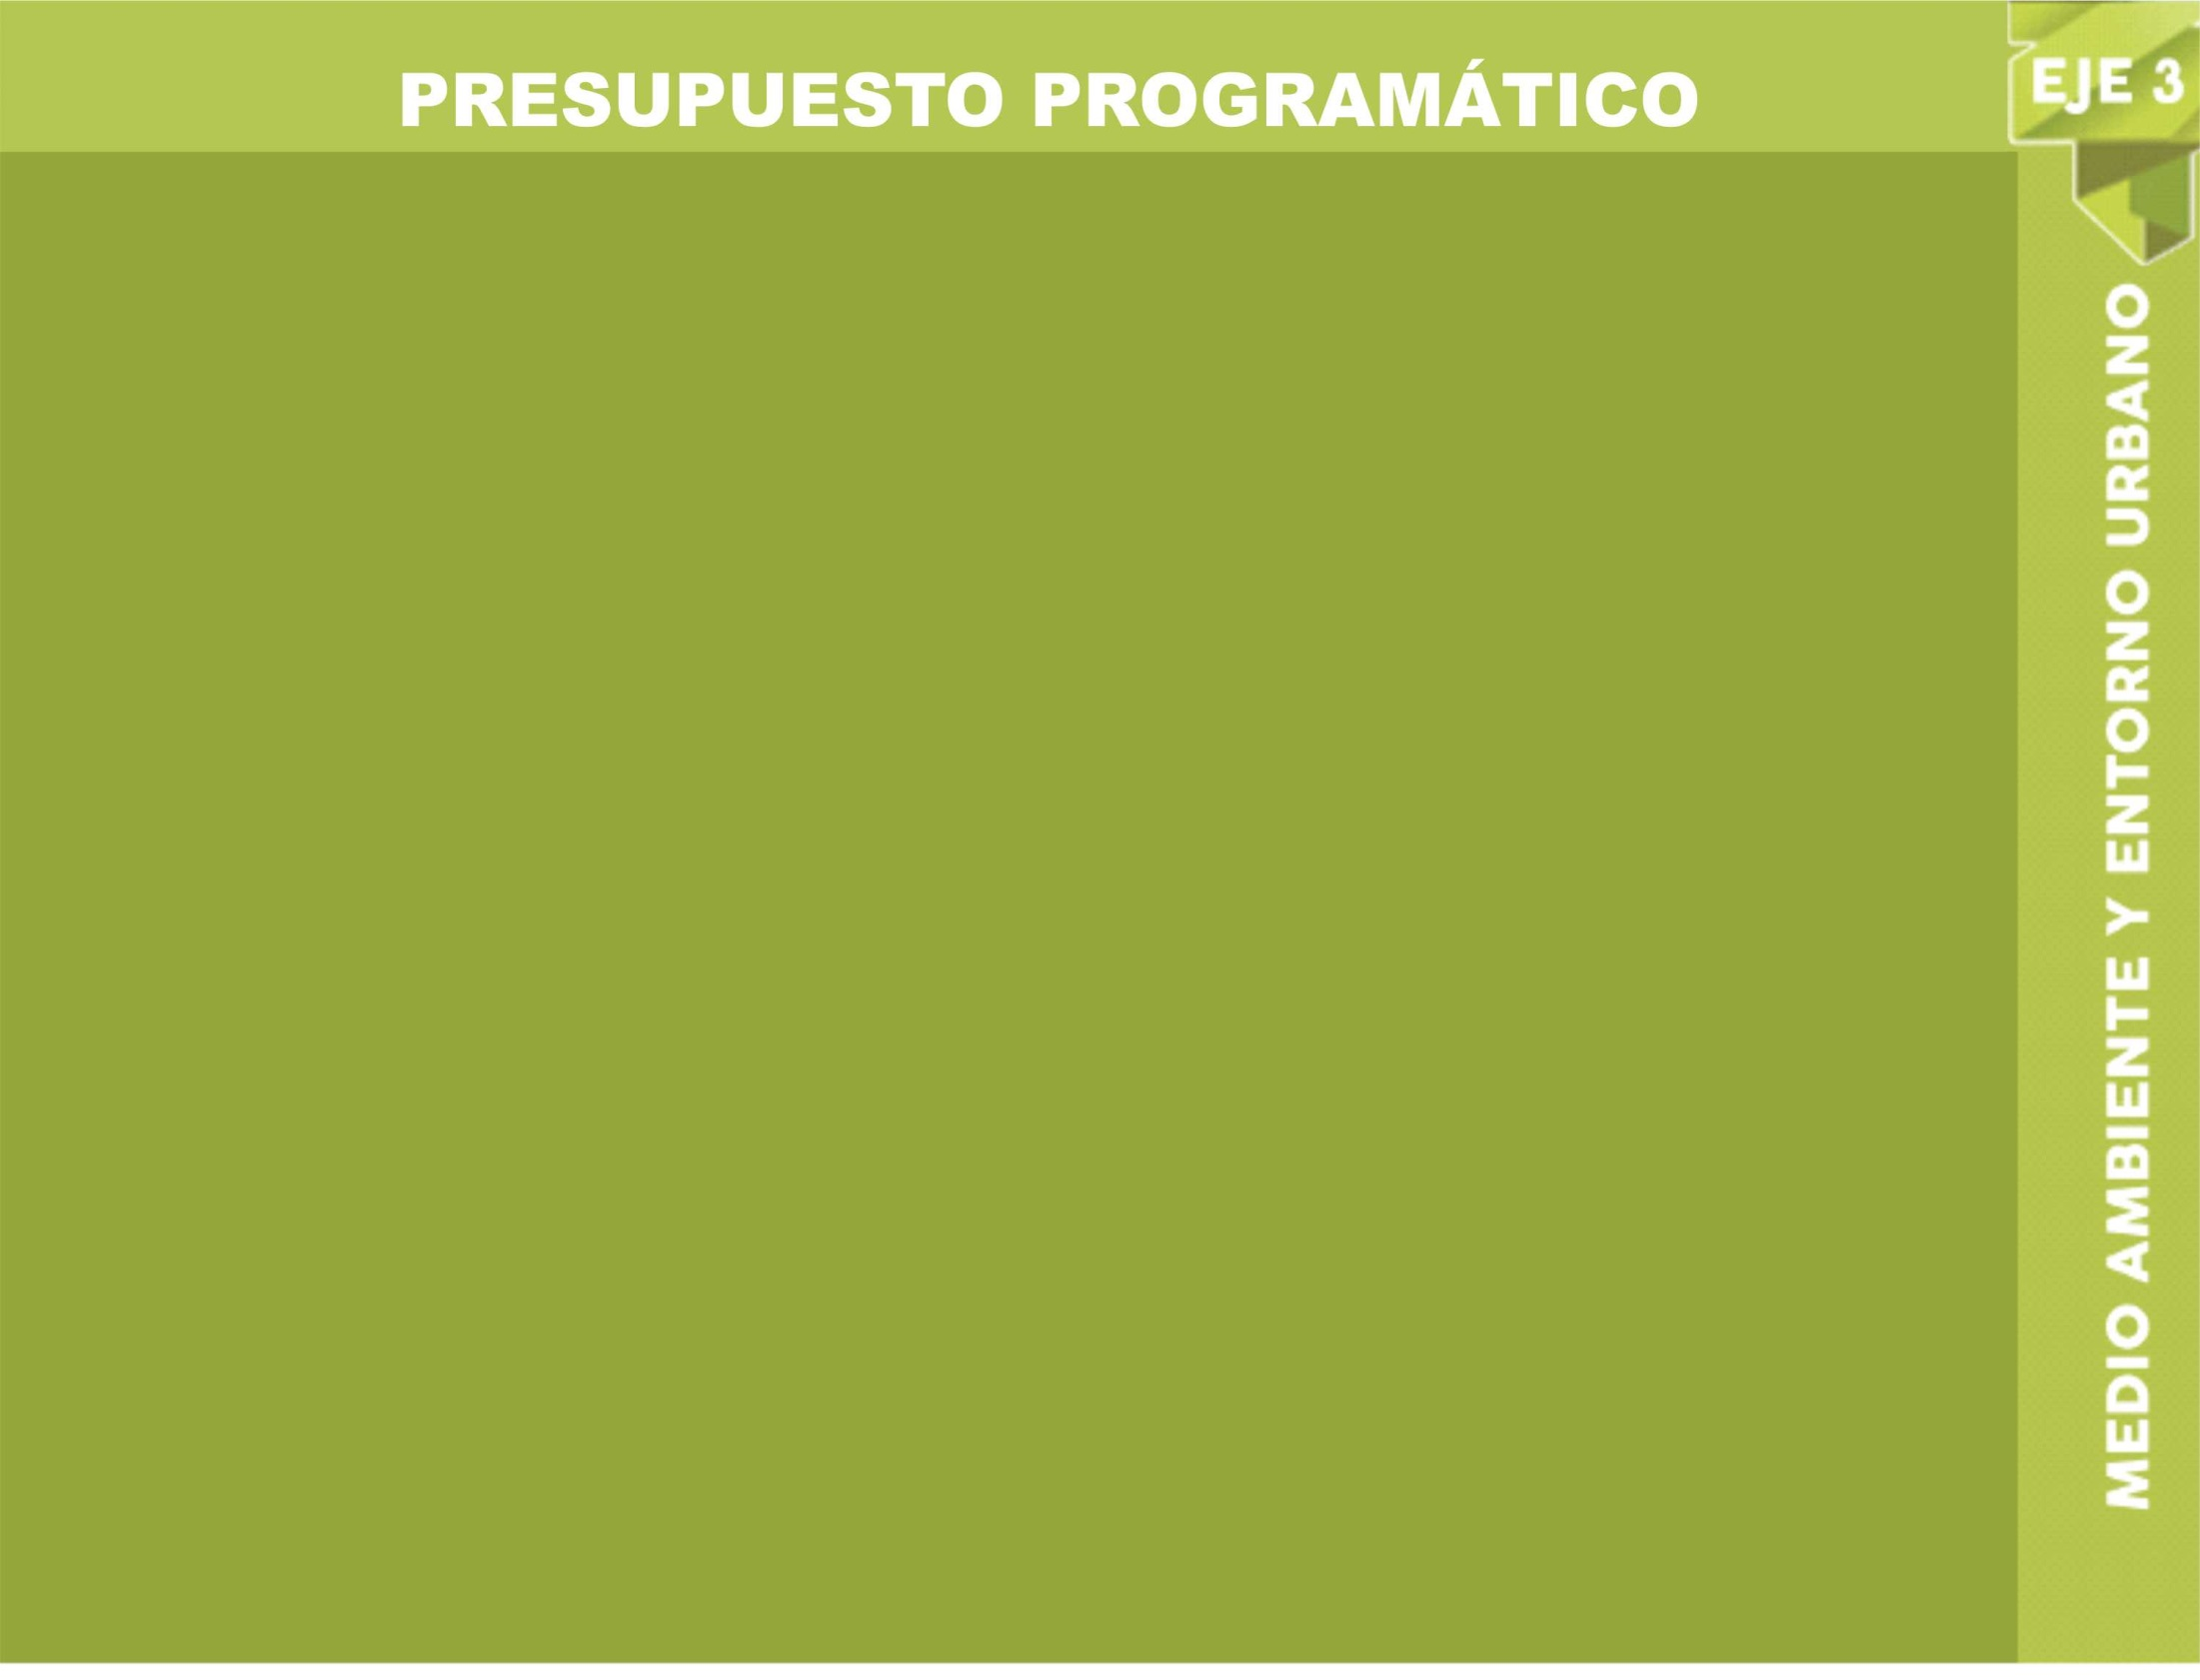 PRESUPUESTO PROGRAMÁTICO
EJE 3
MEDIO AMBIENTE Y ENTORNO URBANO